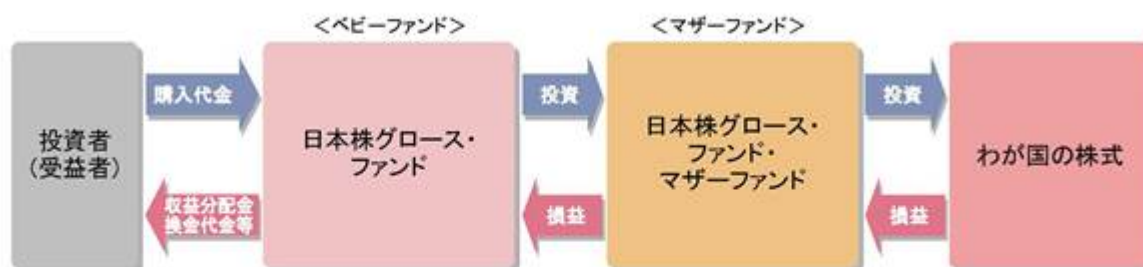 ＜ベビーファンド＞
＜マザーファンド＞
投資者
（受益者）
購入代金
収益分配金
換金代金等
日本株グロース・
ファンド
投資
損益
日本株グロース・
ファンド・
マザーファンド
投資
損益
わが国の株式